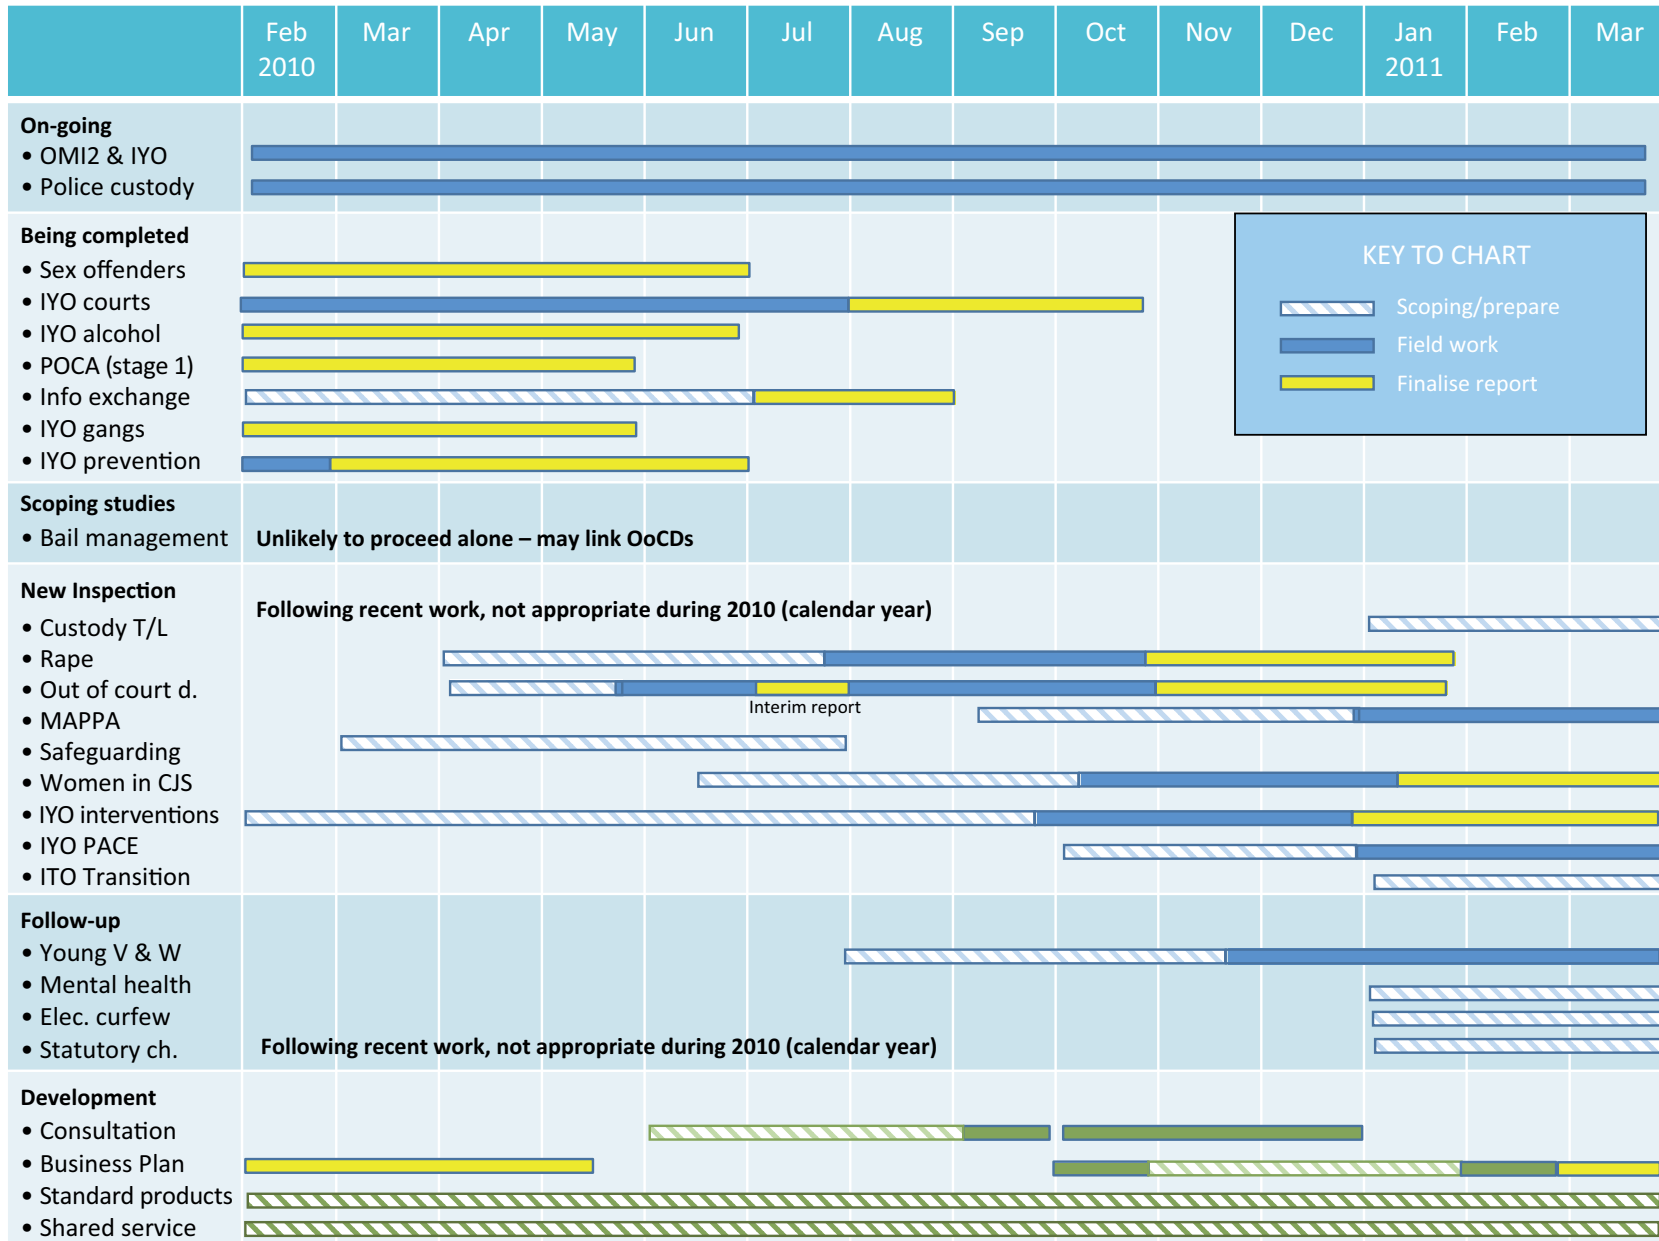 Feb Mar Apr May Jun Jul Aug Sep Oct Nov Dec Jan Feb Mar
2010 2011
On-going
• OMI2 & IYO
• Police custody
Being completed
• Sex offenders
• IYO courts
• IYO alcohol
• POCA (stage 1)
• Info exchange
• IYO gangs
• IYO prevention
KEY TO CHART
Scoping/prepare
Field work
Finalise report
Scoping studies
• Bail management Unlikely to proceed alone – may link OoCDs
New Inspection
Following recent work, not appropriate during 2010 (calendar year)
• Custody T/L
• Rape
• Out of court d.
Interim report
• MAPPA
• Safeguarding
• Women in CJS
• IYO interventions
• IYO PACE
• ITO Transition
Follow-up
• Young V & W
• Mental health
• Elec. curfew
• Statutory ch. Following recent work, not appropriate during 2010 (calendar year)
Development
• Consultation
• Business Plan
• Standard products
• Shared service